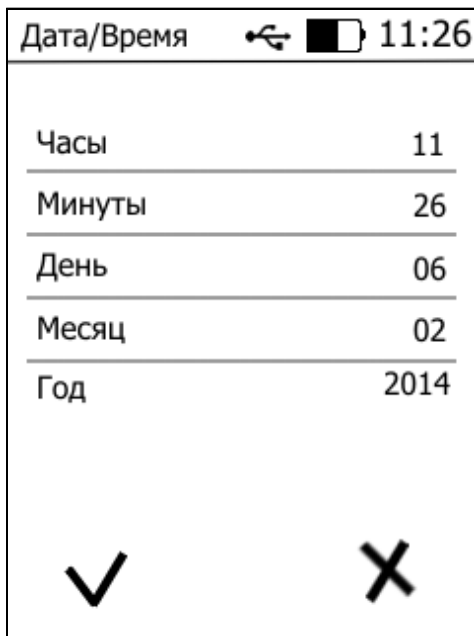 Дата/Время 11:26
Часы 11
Минуты 26
День 06
Месяц 02
Год 2014